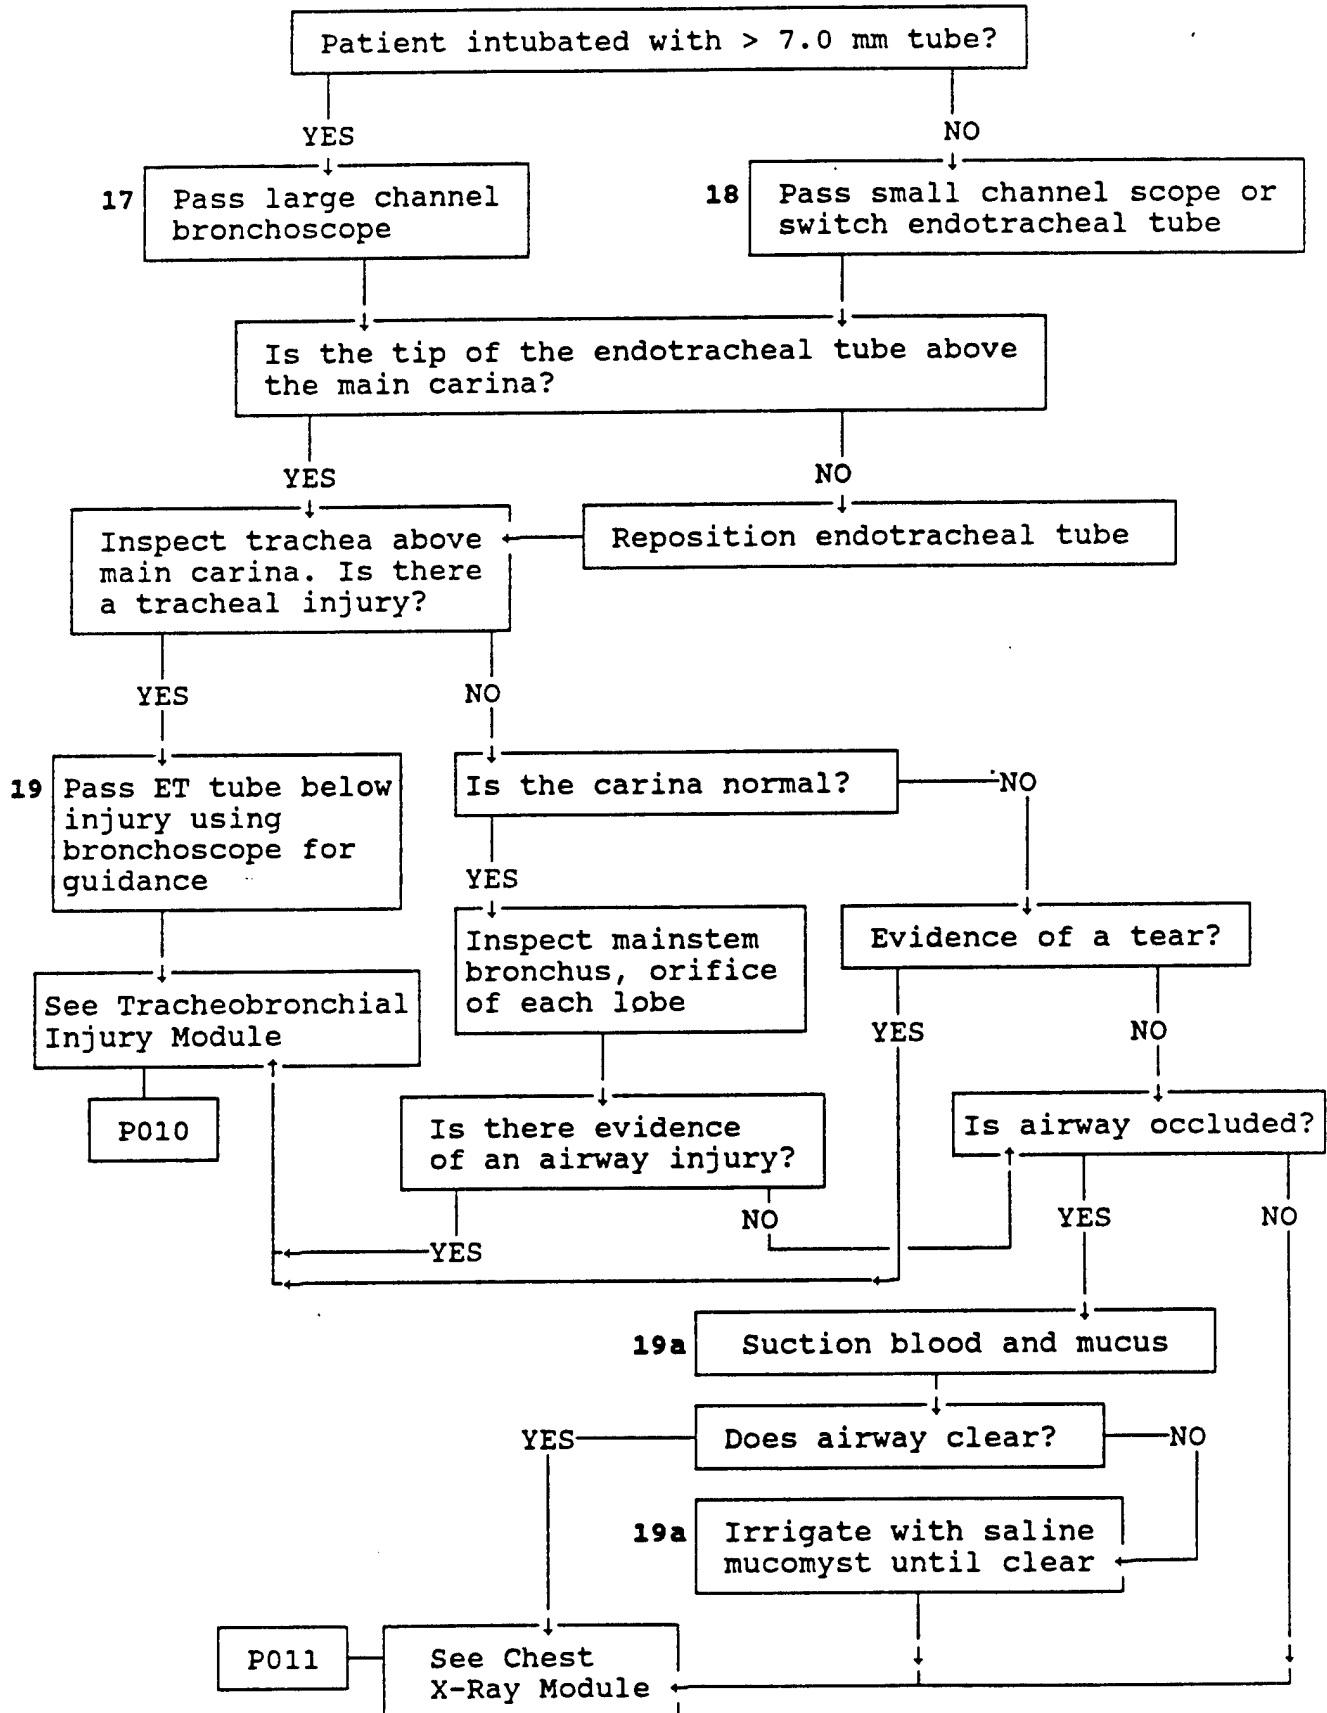 Patient intubated with > 7.0 mm tube?
YES
NO
17
Pass large channel
bronchoscope
18
Pass small channel scope or
switch endotracheal tube
Is the tip of the endotracheal tube above
the main carina?
YES
NO
Inspect trachea above
main carina. Is there
a tracheal injury?
Reposition endotracheal tube
YES
NO
19
Pass ET tube below
injury using
bronchoscope for
guidance
Is the carina normal?
NO
YES
Inspect mainstem
bronchus, orifice
of each lobe
Evidence of a tear?
See Tracheobronchial
Injury Module
YES
NO
P010
Is there evidence
of an airway injury?
Is airway occluded?
YES
NO
YES
NO
19a
Suction blood and mucus
YES
Does airway clear?
NO
19a
Irrigate with saline
mucomyst until clear
P011
See Chest
X-Ray Module